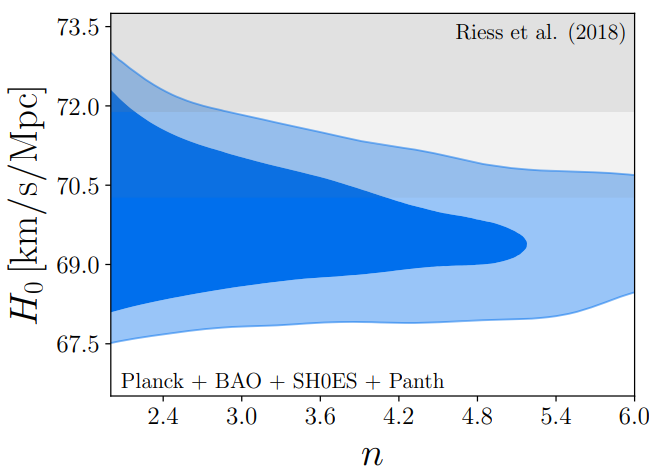 Riess et al. (2018)
H₀ [km/s/Mpc]
73.5
72.0
70.5
69.0
67.5
Planck + BAO + SH0ES + Panth
2.4 3.0 3.6 4.2 4.8 5.4 6.0
n